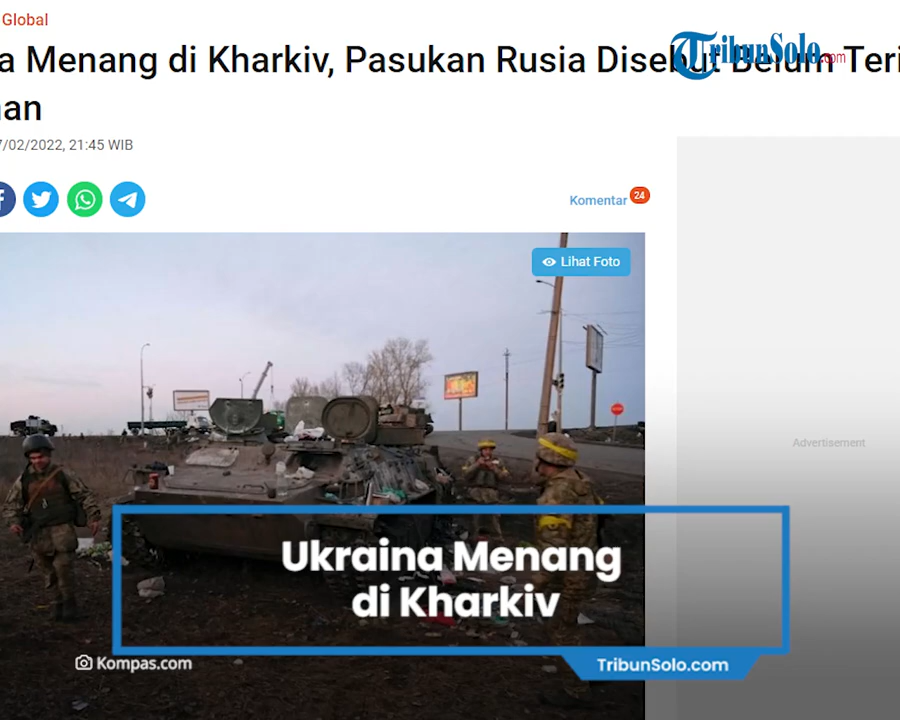 Global
a Menang di Kharkiv, Pasukan Rusia Disebut Belum Teri
an
7/02/2022, 21:45 WIB
TribunSolo.com
Komentar 24
Lihat Foto
Advertisement
Ukraina Menang
di Kharkiv
Kompas.com
TribunSolo.com